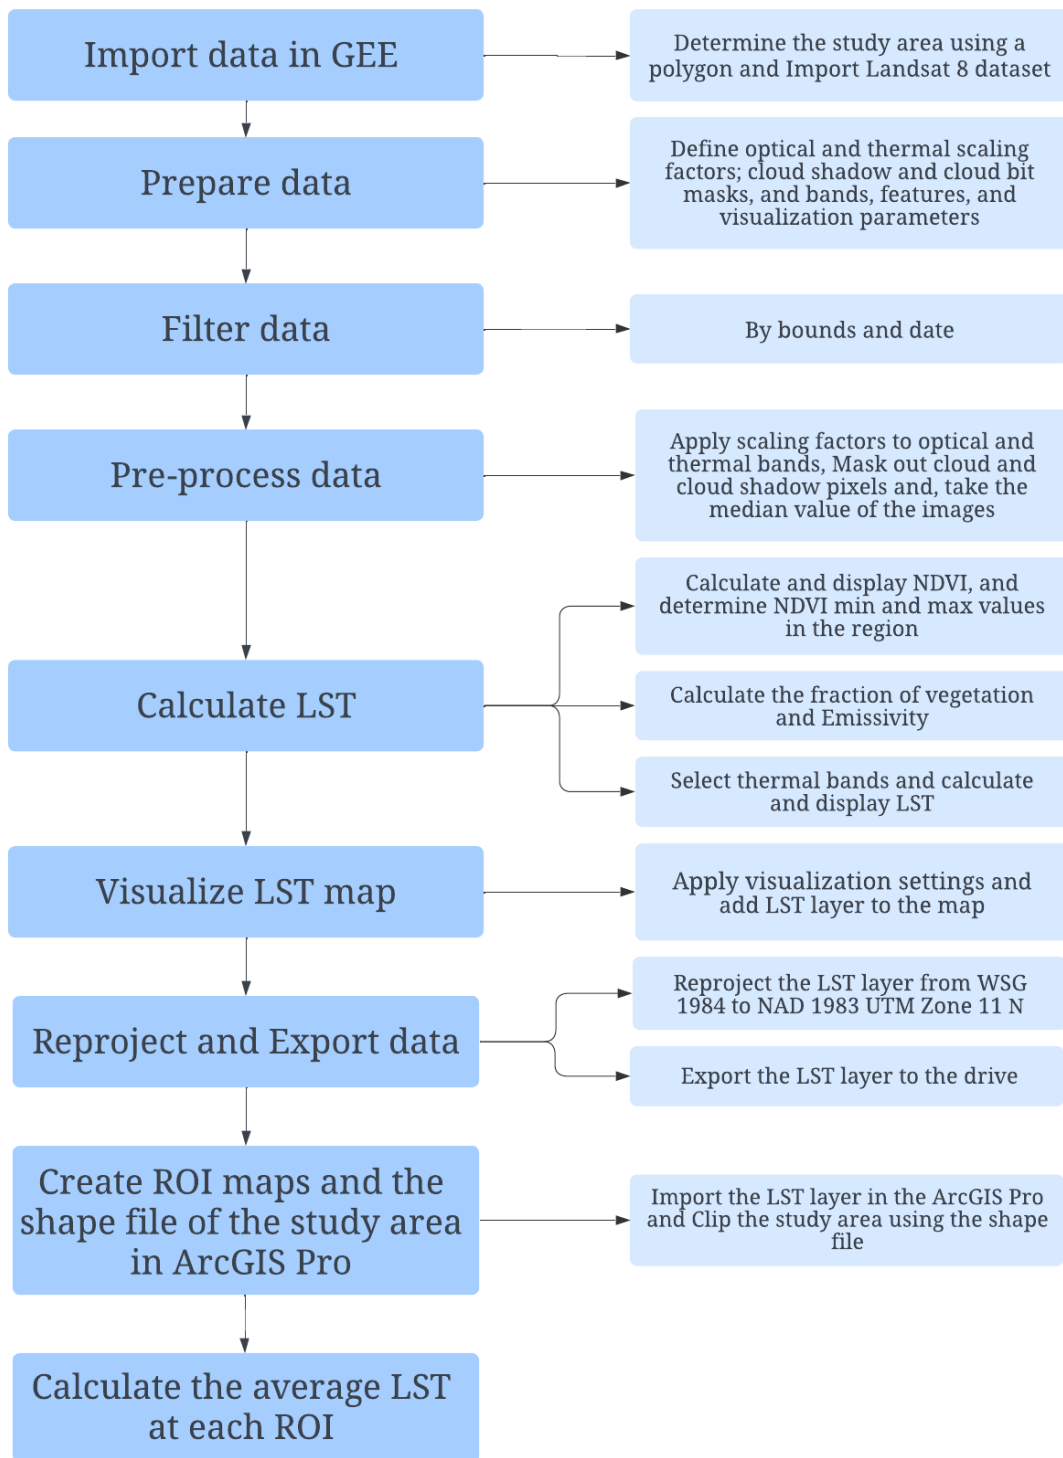 Import data in GEE
Determine the study area using a
polygon and Import Landsat 8 dataset
Prepare data
Define optical and thermal scaling
factors; cloud shadow and cloud bit
masks, and bands, features, and
visualization parameters
Filter data
By bounds and date
Pre-process data
Apply scaling factors to optical and
thermal bands, Mask out cloud and
cloud shadow pixels and, take the
median value of the images
Calculate LST
Calculate and display NDVI, and
determine NDVI min and max values
in the region
Calculate the fraction of vegetation
and Emissivity
Select thermal bands and calculate
and display LST
Visualize LST map
Apply visualization settings and
add LST layer to the map
Reproject and Export data
Reproject the LST layer from WSG
1984 to NAD 1983 UTM Zone 11 N
Export the LST layer to the drive
Create ROI maps and the
shape file of the study area
in ArcGIS Pro
Import the LST layer in the ArcGIS Pro
and Clip the study area using the shape
file
Calculate the average LST
at each ROI